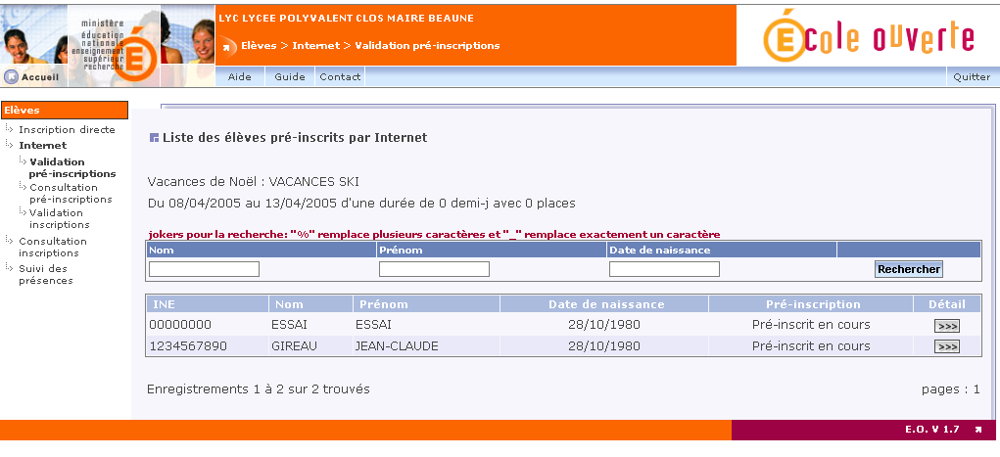 ministère
éducation
nationale
enseignement
supérieur
recherche
é
Accueil
LYC LYCEE POLYVALENT CLOS MAIRE BEAUNE
Elèves > Internet > Validation pré-inscriptions
École ouverte
Aide Guide Contact Quitter
Elèves
Inscription directe
Internet
Validation
pré-inscriptions
Consultation
pré-inscriptions
Validation
inscriptions
Consultation
inscriptions
Suivi des
présences
Liste des élèves pré-inscrits par Internet
Vacances de Noël : VACANCES SKI
Du 08/04/2005 au 13/04/2005 d'une durée de 0 demi-j avec 0 places
jokers pour la recherche: "%" remplace plusieurs caractères et "_" remplace exactement un caractère
Nom Prénom Date de naissance
Rechercher
INE Nom Prénom Date de naissance Pré-inscription Détail
00000000 ESSAI ESSAI 28/10/1980 Pré-inscrit en cours >>>
1234567890 GIREAU JEAN-CLAUDE 28/10/1980 Pré-inscrit en cours >>>
Enregistrements 1 à 2 sur 2 trouvés pages : 1
E.O. V 1.7